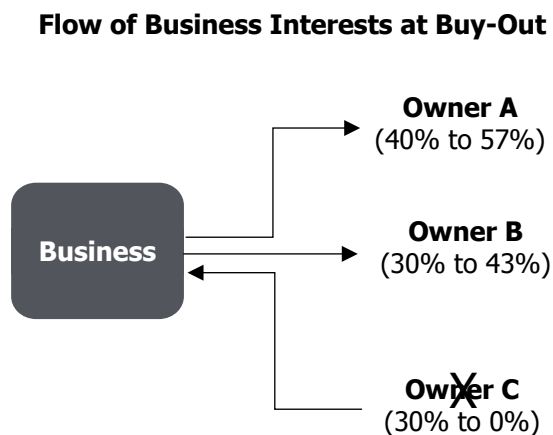 Flow of Business Interests at Buy-Out
Owner A
(40% to 57%)
Business
Owner B
(30% to 43%)
Owner C
X
(30% to 0%)